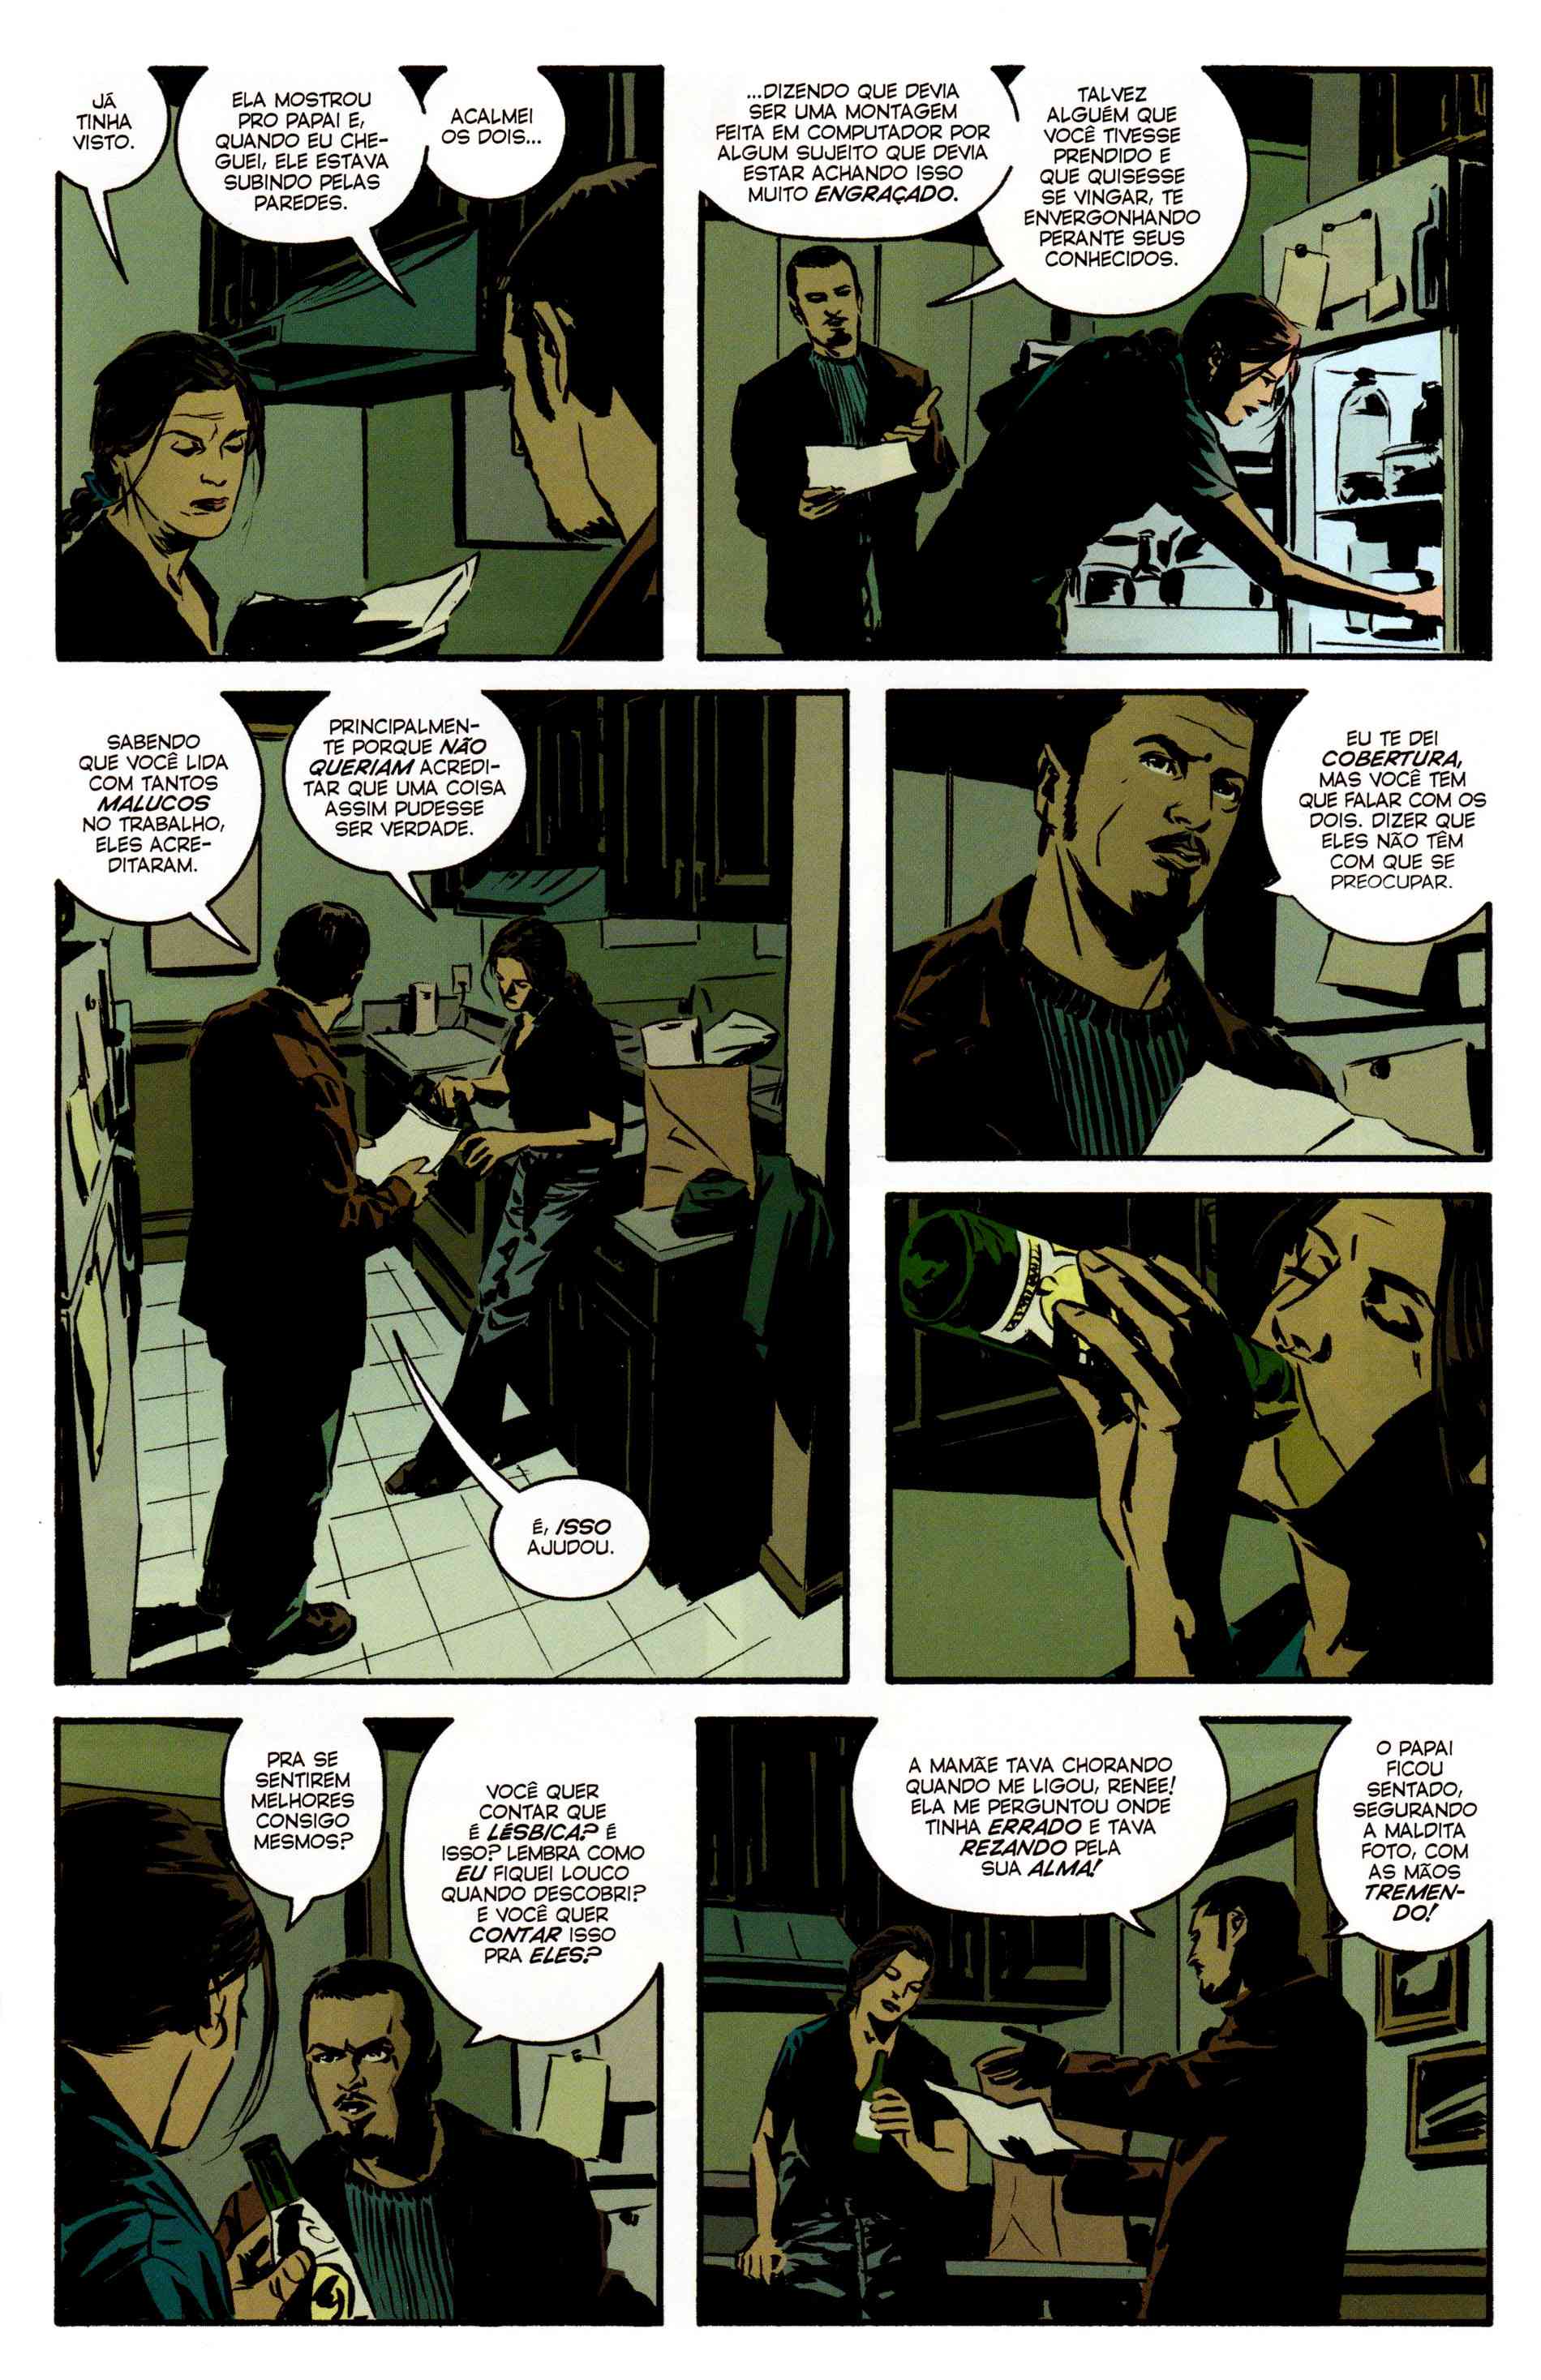 JÁ
TINHA
VISTO.
ELA MOSTROU
PRO PAPAI E,
QUANDO EU CHE-
GUEI, ELE ESTAVA
SUBINDO PELAS
PAREDES.
ACALMEI
OS DOIS...
...DIZENDO QUE DEVIA
SER UMA MONTAGEM
FEITA EM COMPUTADOR POR
ALGUM SUJEITO QUE DEVIA
ESTAR ACHANDO ISSO
MUITO ENGRAÇADO.
TALVEZ
ALGUÉM QUE
VOCÊ TIVESSE
PRENDIDO E
QUE QUISESSE
SE VINGAR, TE
ENVERGONHANDO
PERANTE SEUS
CONHECIDOS.
SABENDO
QUE VOCÊ LIDA
COM TANTOS
MALUCOS
NO TRABALHO,
ELES ACRE-
DITARAM.
PRINCIPALMEN-
TE PORQUE NÃO
QUERIAM ACREDI-
TAR QUE UMA COISA
ASSIM PUDESSE
SER VERDADE.
É, ISSO
AJUDOU.
EU TE DEI
COBERTURA,
MAS VOCÊ TEM
QUE FALAR COM OS
DOIS. DIZER QUE
ELES NÃO TÊM
COM QUE SE
PREOCUPAR.
PRA SE
SENTIREM
MELHORES
CONSIGO
MESMOS?
VOCÊ QUER
CONTAR QUE
É LÉSBICA? É
ISSO? LEMBRA COMO
EU FIQUEI LOUCO
QUANDO DESCOBRI?
E VOCÊ QUER
CONTAR ISSO
PRA ELES?
A MAMÃE TAVA CHORANDO
QUANDO ME LIGOU, RENEE!
ELA ME PERGUNTOU ONDE
TINHA ERRADO E TAVA
REZANDO PELA
SUA ALMA!
O PAPAI
FICOU
SENTADO,
SEGURANDO
A MALDITA
FOTO, COM
AS MÃOS
TREMEN-
DO!